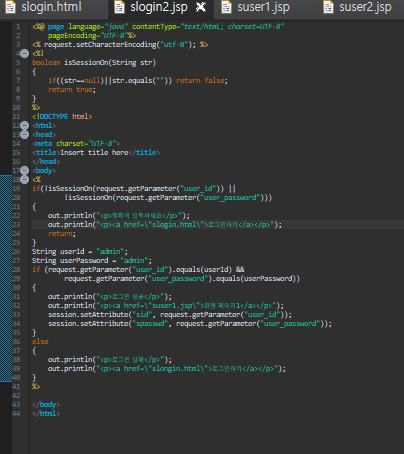 slogin.html slogin2.jsp suser1.jsp suser2.jsp
1 <%@ page language="java" contentType="text/html; charset=UTF-8"
2 pageEncoding="UTF-8"%>
3 <% request.setCharacterEncoding("utf-8"); %>
4 <%!
5 boolean isSessionOn(String str)
6 {
7 if((str==null)||str.equals("")) return false;
8 return true;
9 }
10 %>
11 <!DOCTYPE html>
12 <html>
13 <head>
14 <meta charset="UTF-8">
15 <title>Insert title here</title>
16 </head>
17 <body>
18 <%
19 if(!isSessionOn(request.getParameter("user_id")) ||
20 !isSessionOn(request.getParameter("user_password")))
21 {
22 out.println("<p> 입력하세요</p>");
23 out.println("<p><a href=\"slogin.html\">로그인하기</a></p>");
24 return;
25 }
26 String userId = "admin";
27 String userPassword = "admin";
28 if (request.getParameter("user_id").equals(userId) &&
29 request.getParameter("user_password").equals(userPassword))
30 {
31 out.println("<p>로그인 성공</p>");
32 out.println("<p><a href=\"suser1.jsp\">회원 페이지1</a></p>");
33 session.setAttribute("sid", request.getParameter("user_id"));
34 session.setAttribute("spasswd", request.getParameter("user_password"));
35 }
36 else
37 {
38 out.println("<p>로그인 실패</p>");
39 out.println("<p><a href=\"slongin.html\">로그인하기</a></p>");
40 }
41 %>
42
43 </body>
44 </html>